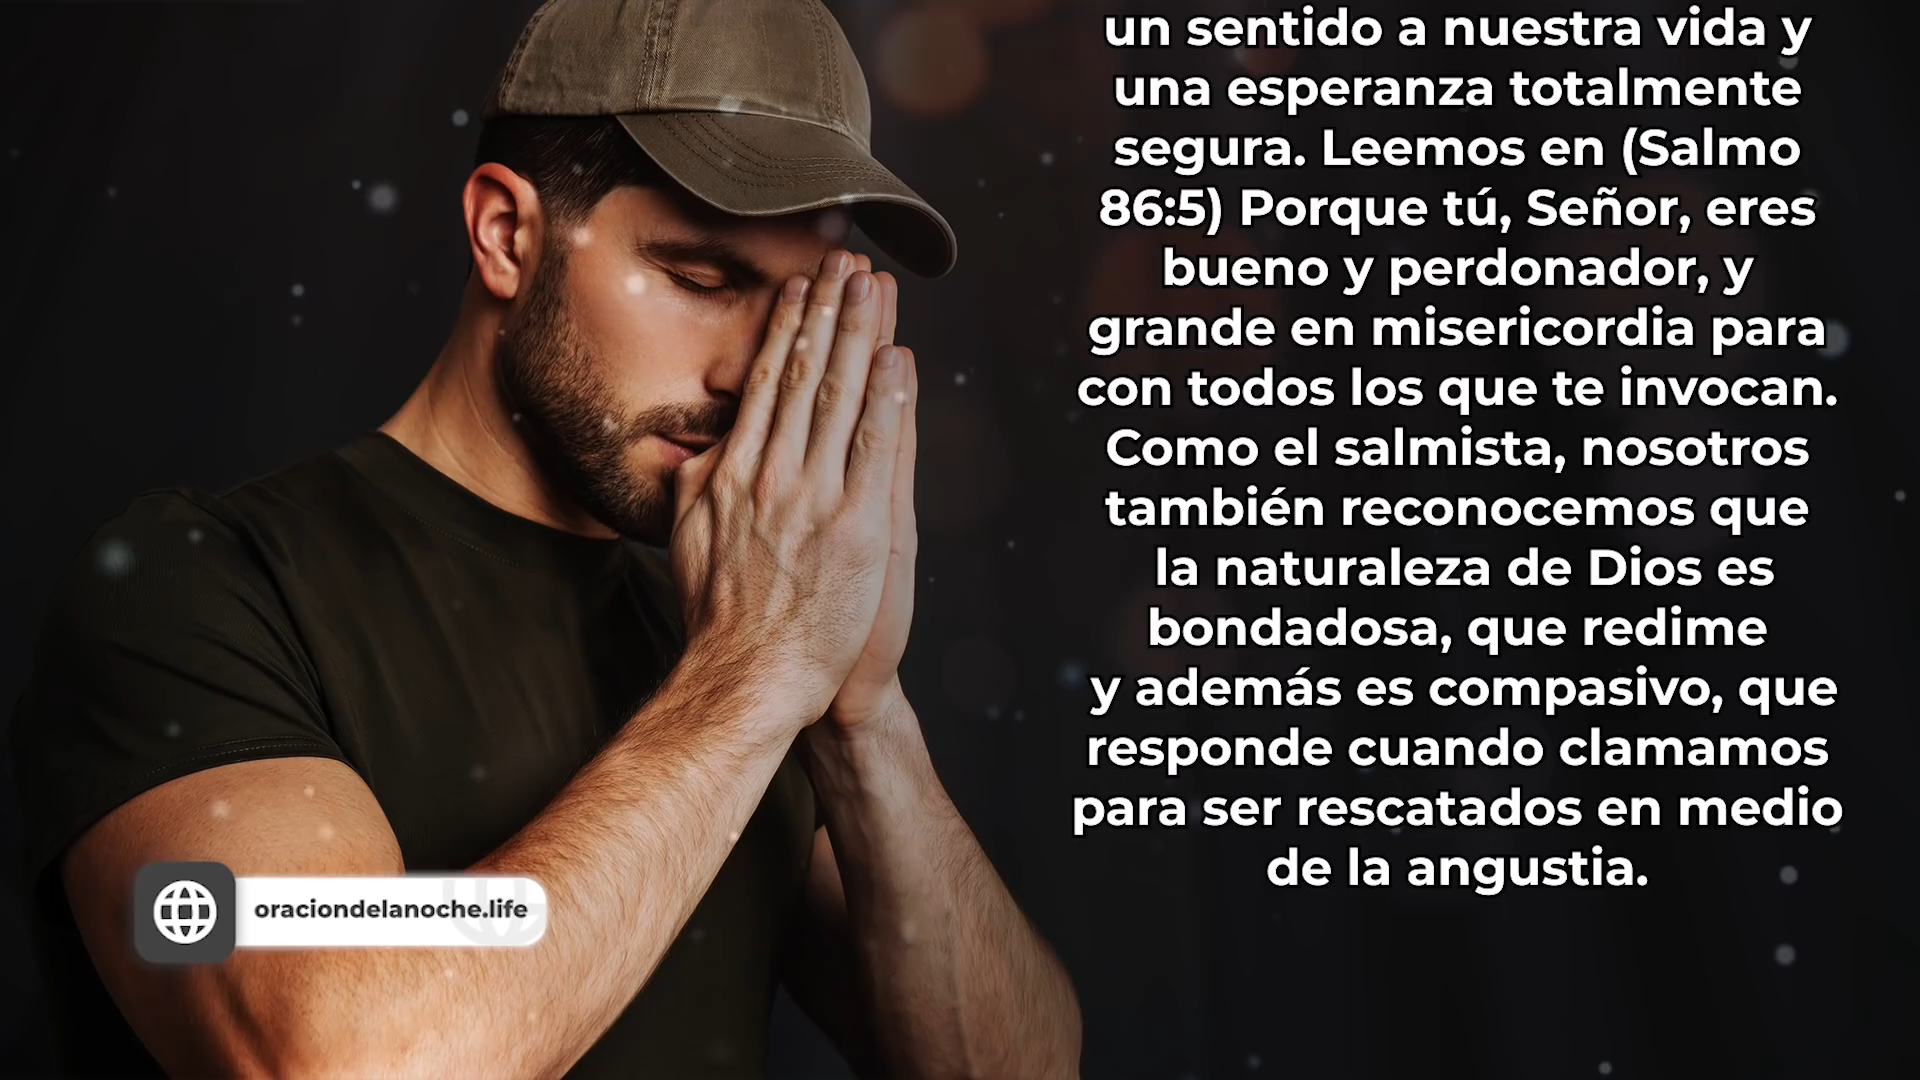 un sentido a nuestra vida y
una esperanza totalmente
segura. Leemos en (Salmo
86:5) Porque tú, Señor, eres
bueno y perdonador, y
grande en misericordia para
con todos los que te invocan.
Como el salmista, nosotros
también reconocemos que
la naturaleza de Dios es
bondadosa, que redime
y además es compasivo, que
responde cuando clamamos
para ser rescatados en medio
de la angustia.
oraciondelanoche.life